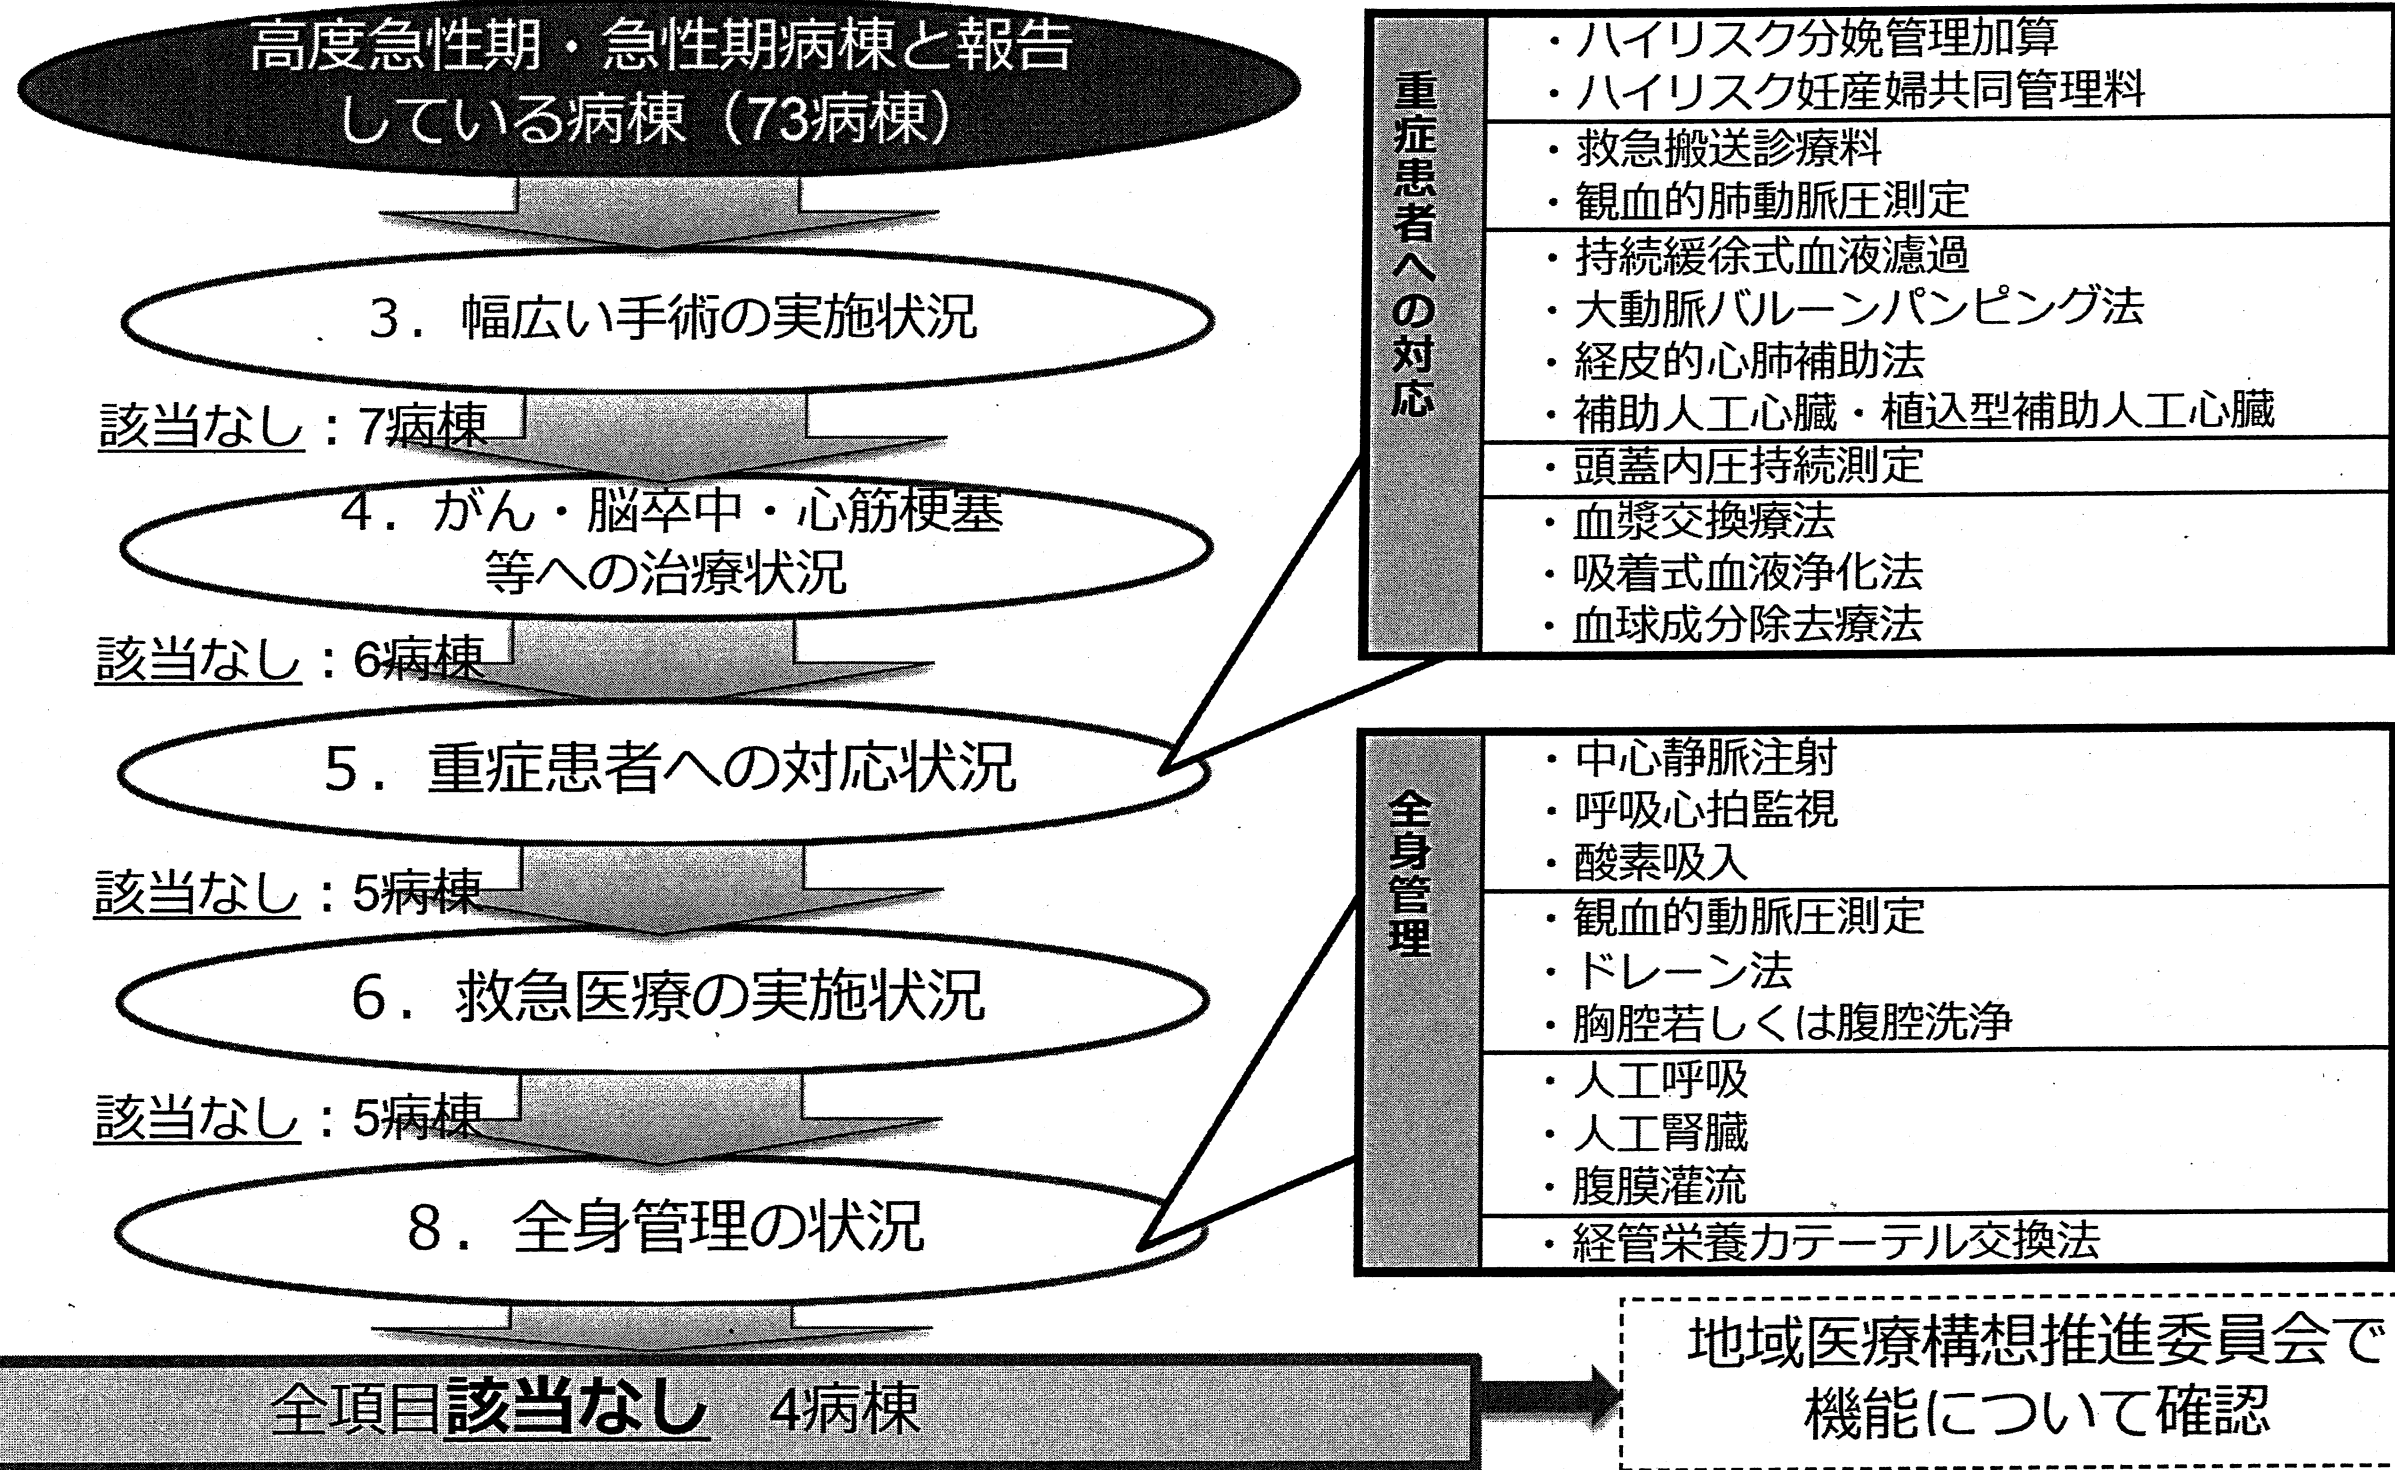 高度急性期・急性期病棟と報告
している病棟（73病棟）
3．幅広い手術の実施状況
該当なし：7病棟
4．がん・脳卒中・心筋梗塞
等への治療状況
該当なし：6病棟
5．重症患者への対応状況
該当なし：5病棟
6．救急医療の実施状況
該当なし：5病棟
8．全身管理の状況
全項目該当なし　4病棟
重症患者への対応
・ハイリスク分娩管理加算
・ハイリスク妊産婦共同管理料
・救急搬送診療料
・観血的肺動脈圧測定
・持続緩徐式血液濾過
・大動脈バルーンパンピング法
・経皮的心肺補助法
・補助人工心臓・植込型補助人工心臓
・頭蓋内圧持続測定
・血漿交換療法
・吸着式血液浄化法
・血球成分除去療法
全身管理
・中心静脈注射
・呼吸心拍監視
・酸素吸入
・観血的動脈圧測定
・ドレーン法
・胸腔若しくは腹腔洗浄
・人工呼吸
・人工腎臓
・腹膜灌流
・経管栄養カテーテル交換法
地域医療構想推進委員会で
機能について確認